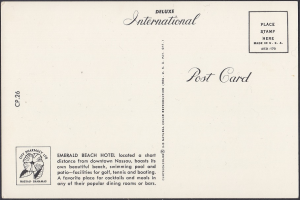 DELUXE
International
PLACE
STAMP
HERE
MADE IN U. S. A.
Post Card
CP.26
NASSAU BAHAMAS
EMERALD BEACH HOTEL located a short
distance from downtown Nassau, boasts its
own beautiful beach, swimming pool and
patio—facilities for golf, tennis and boating.
A favorite place for cocktails and meals in
any of their popular dining rooms or bars.